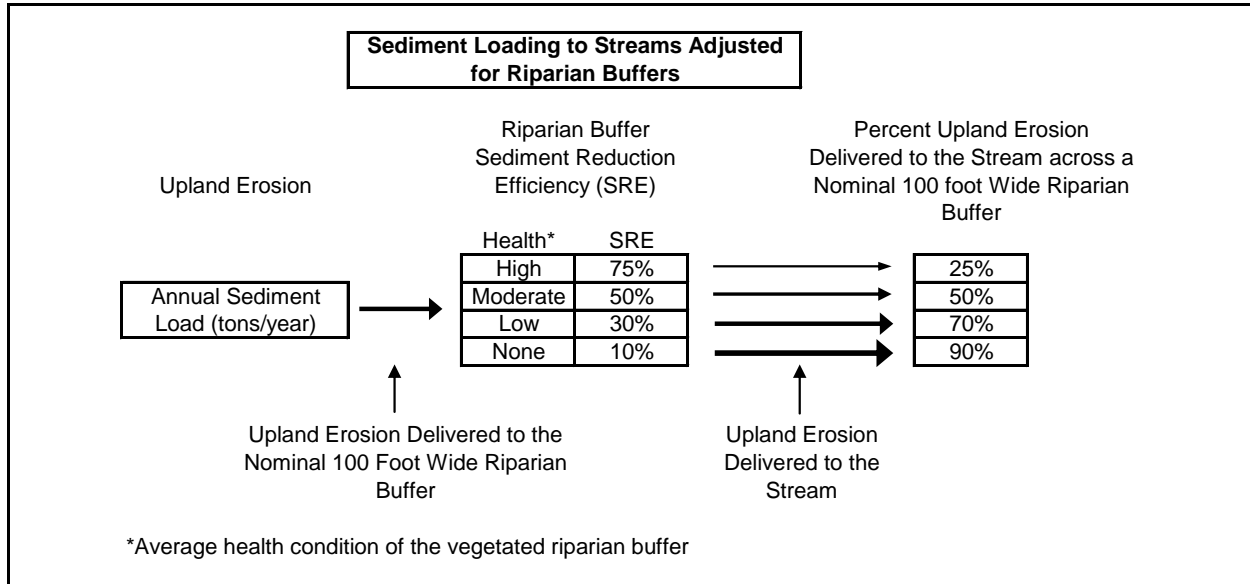 Sediment Loading to Streams Adjusted
for Riparian Buffers
Upland Erosion
Riparian Buffer
Sediment Reduction
Efficiency (SRE)
Percent Upland Erosion
Delivered to the Stream across a
Nominal 100 foot Wide Riparian
Buffer
Health* SRE
High 75% 25%
Moderate 50% 50%
Low 30% 70%
None 10% 90%
Annual Sediment
Load (tons/year)
Upland Erosion Delivered to the
Nominal 100 Foot Wide Riparian
Buffer
Upland Erosion
Delivered to the
Stream
*Average health condition of the vegetated riparian buffer